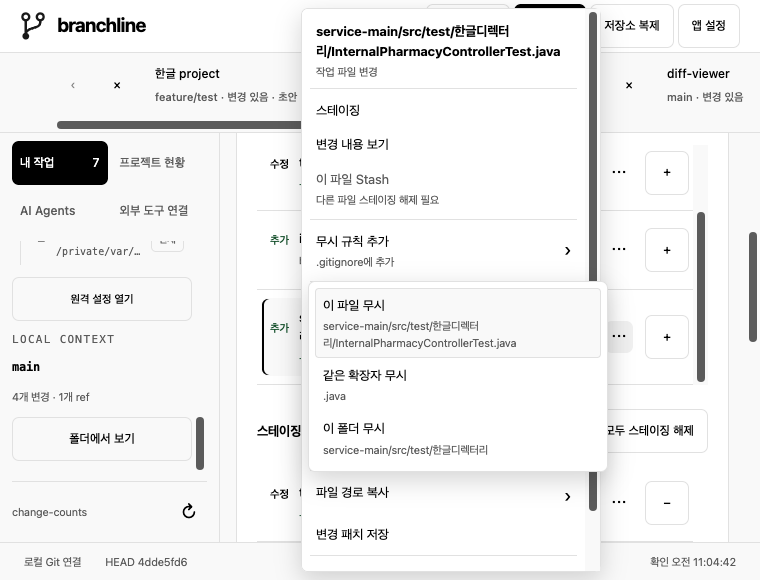 branchline
저장소 복제
앱 설정
한글 project
feature/test · 변경 있음 · 초안
diff-viewer
main · 변경 있음
내 작업 7
프로젝트 현황
AI Agents
외부 도구 연결
/private/var/…
원격 설정 열기
LOCAL CONTEXT
main
4개 변경 · 1개 ref
폴더에서 보기
change-counts
수정
추가
추가
스테이징
모두 스테이징 해제
수정
service-main/src/test/한글디렉터
리/InternalPharmacyControllerTest.java
작업 파일 변경
스테이징
변경 내용 보기
이 파일 Stash
다른 파일 스테이징 해제 필요
무시 규칙 추가
.gitignore에 추가
이 파일 무시
service-main/src/test/한글디렉터
리/InternalPharmacyControllerTest.java
같은 확장자 무시
.java
이 폴더 무시
service-main/src/test/한글디렉터리
파일 경로 복사
변경 패치 저장
로컬 Git 연결
HEAD 4dde5fd6
확인 오전 11:04:42